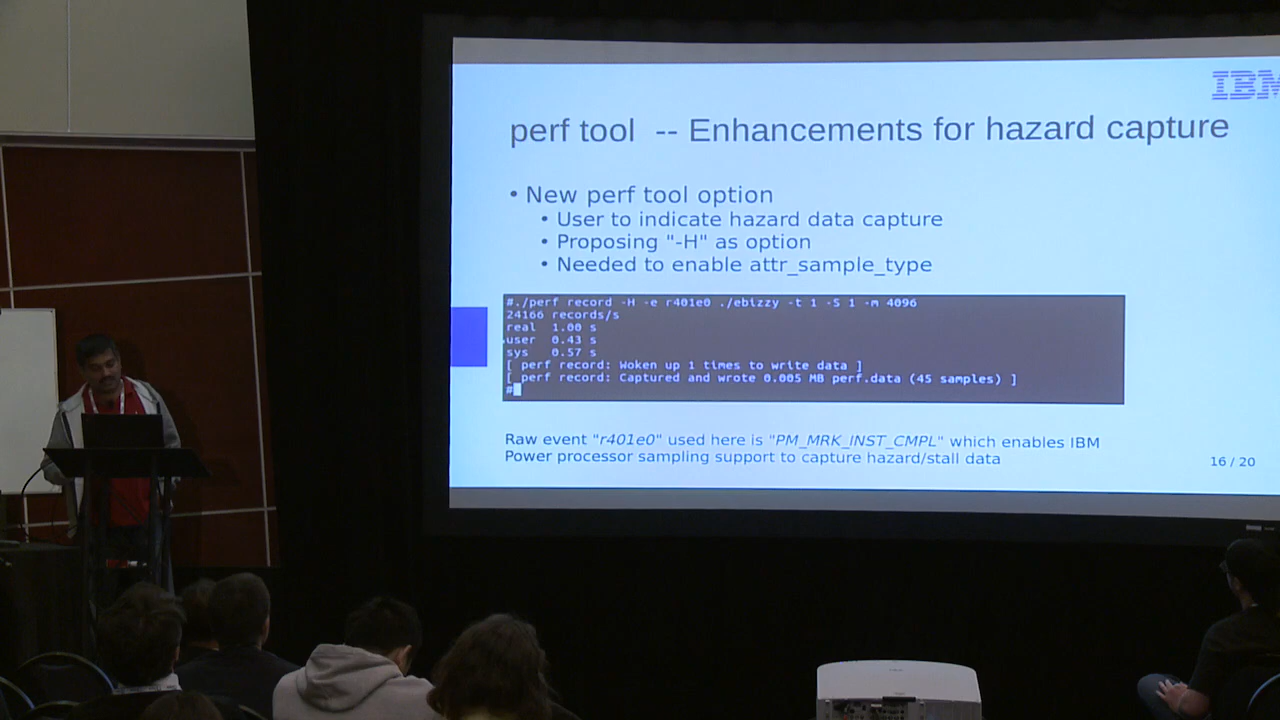 IBM
perf tool -- Enhancements for hazard capture
• New perf tool option
• User to indicate hazard data capture
• Proposing "-H" as option
• Needed to enable attr_sample_type
#./perf record -H -e r401e0 ./ebizzy -t 1 -S 1 -m 4096
24166 records/s
real 1.00 s
user 0.43 s
sys 0.57 s
[ perf record: Woken up 1 times to write data ]
[ perf record: Captured and wrote 0.005 MB perf.data (45 samples) ]
#
Raw event "r401e0" used here is "PM_MRK_INST_CMPL" which enables IBM
Power processor sampling support to capture hazard/stall data
16 / 20